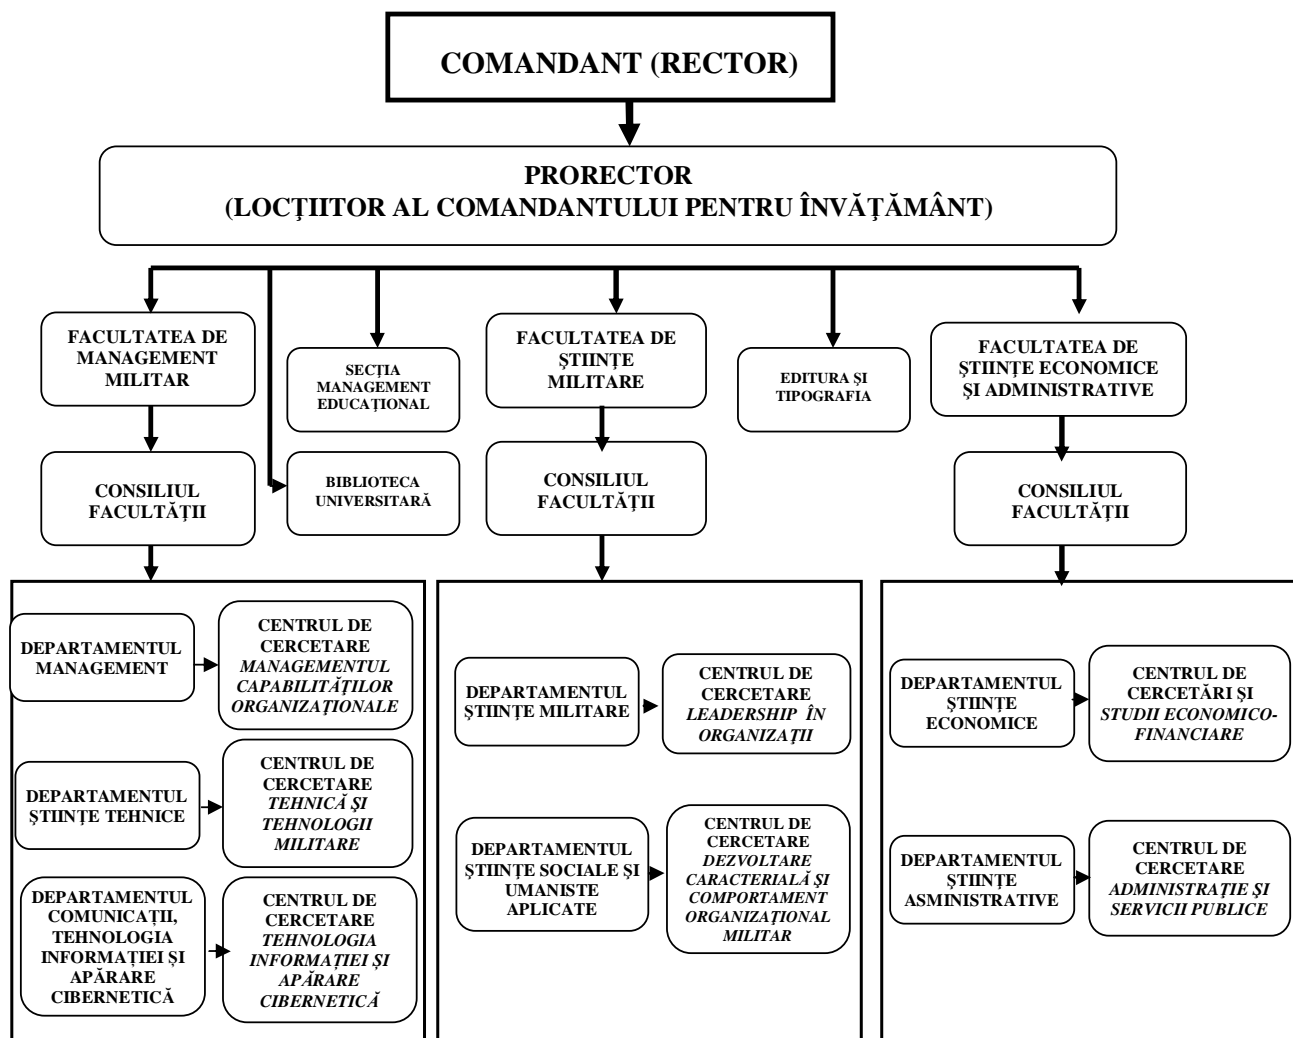 COMANDANT (RECTOR)
PRORECTOR
(LOCŢIITOR AL COMANDANTULUI PENTRU ÎNVĂŢĂMÂNT)
FACULTATEA DE
MANAGEMENT
MILITAR
SECŢIA
MANAGEMENT
EDUCAŢIONAL
FACULTATEA DE
ŞTIINŢE
MILITARE
EDITURA ŞI
TIPOGRAFIA
FACULTATEA DE
ŞTIINŢE ECONOMICE
ŞI ADMINISTRATIVE
CONSILIUL
FACULTĂŢII
BIBLIOTECA
UNIVERSITARĂ
CONSILIUL
FACULTĂŢII
CONSILIUL
FACULTĂŢII
DEPARTAMENTUL
MANAGEMENT
CENTRUL DE
CERCETARE
MANAGEMENTUL
CAPABILITĂŢILOR
ORGANIZAŢIONALE
DEPARTAMENTUL
ŞTIINŢE TEHNICE
CENTRUL DE
CERCETARE
TEHNICĂ ŞI
TEHNOLOGII
MILITARE
DEPARTAMENTUL
COMUNICAŢII,
TEHNOLOGIA
INFORMAȚIEI ȘI
APĂRARE
CIBERNETICĂ
CENTRUL DE
CERCETARE
TEHNOLOGIA
INFORMAȚIEI ȘI
APĂRARE
CIBERNETICĂ
DEPARTAMENTUL
ŞTIINŢE MILITARE
CENTRUL DE
CERCETARE
LEADERSHIP ÎN
ORGANIZAŢII
DEPARTAMENTUL
ŞTIINŢE SOCIALE ŞI
UMANISTE
APLICATE
CENTRUL DE
CERCETARE
DEZVOLTARE
CARACTERIALĂ ŞI
COMPORTAMENT
ORGANIZAŢIONAL
MILITAR
DEPARTAMENTUL
ŞTIINŢE
ECONOMICE
CENTRUL DE
CERCETĂRI ȘI
STUDII ECONOMICO-
FINANCIARE
DEPARTAMENTUL
ŞTIINŢE
ASMINISTRATIVE
CENTRUL DE
CERCETARE
ADMINISTRAŢIE ŞI
SERVICII PUBLICE